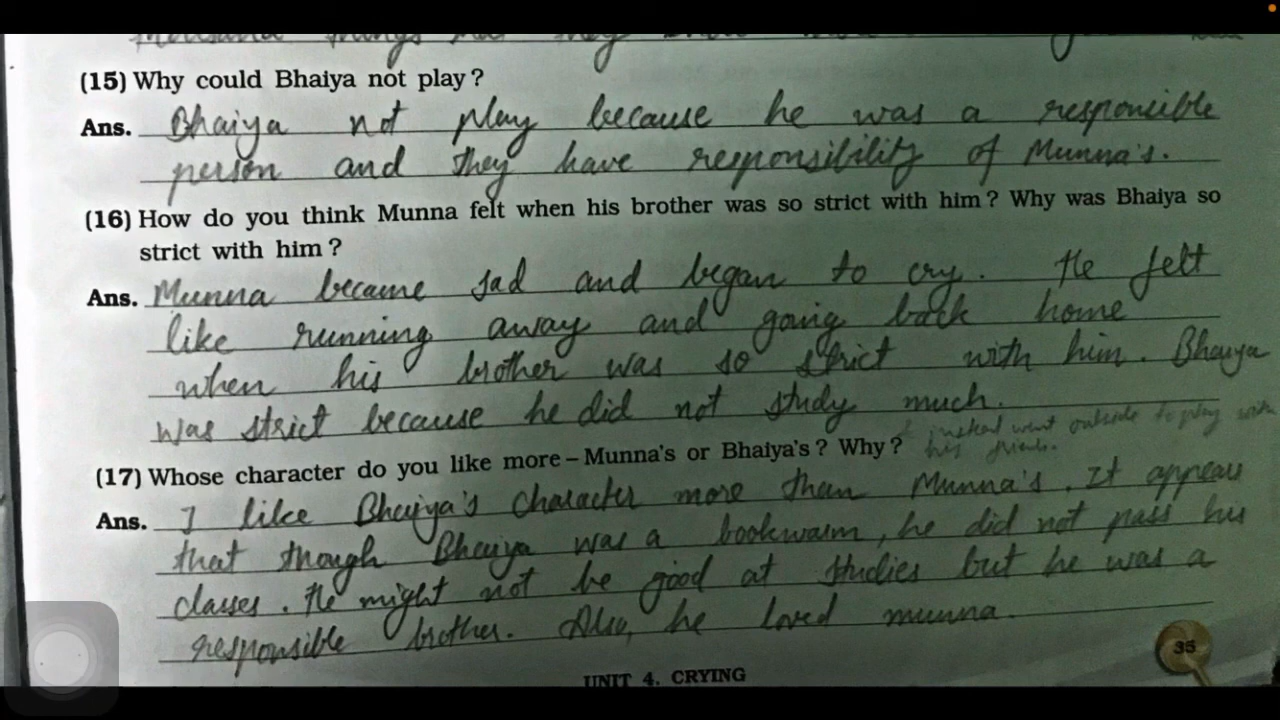 thousand things
(15) Why could Bhaiya not play?
Ans. Bhaiya not play because he was a responcible
person and they have responsibility of Munna's.
(16) How do you think Munna felt when his brother was so strict with him? Why was Bhaiya so
strict with him?
Ans. Munna became sad and began to cry. He felt
like running away and going back home
when his brother was so strict with him. Bhaiya
was strict because he did not study much.
instead went outside to play with
(17) Whose character do you like more – Munna's or Bhaiya's? Why? his friends.
Ans. I like Bhaiya's character more than Munna's. It appears
that though Bhaiya was a bookwarm, he did not pass his
classes. He might not be good at studies but he was a
responsible brother. Also, he loved munna.
35
UNIT 4. CRYING